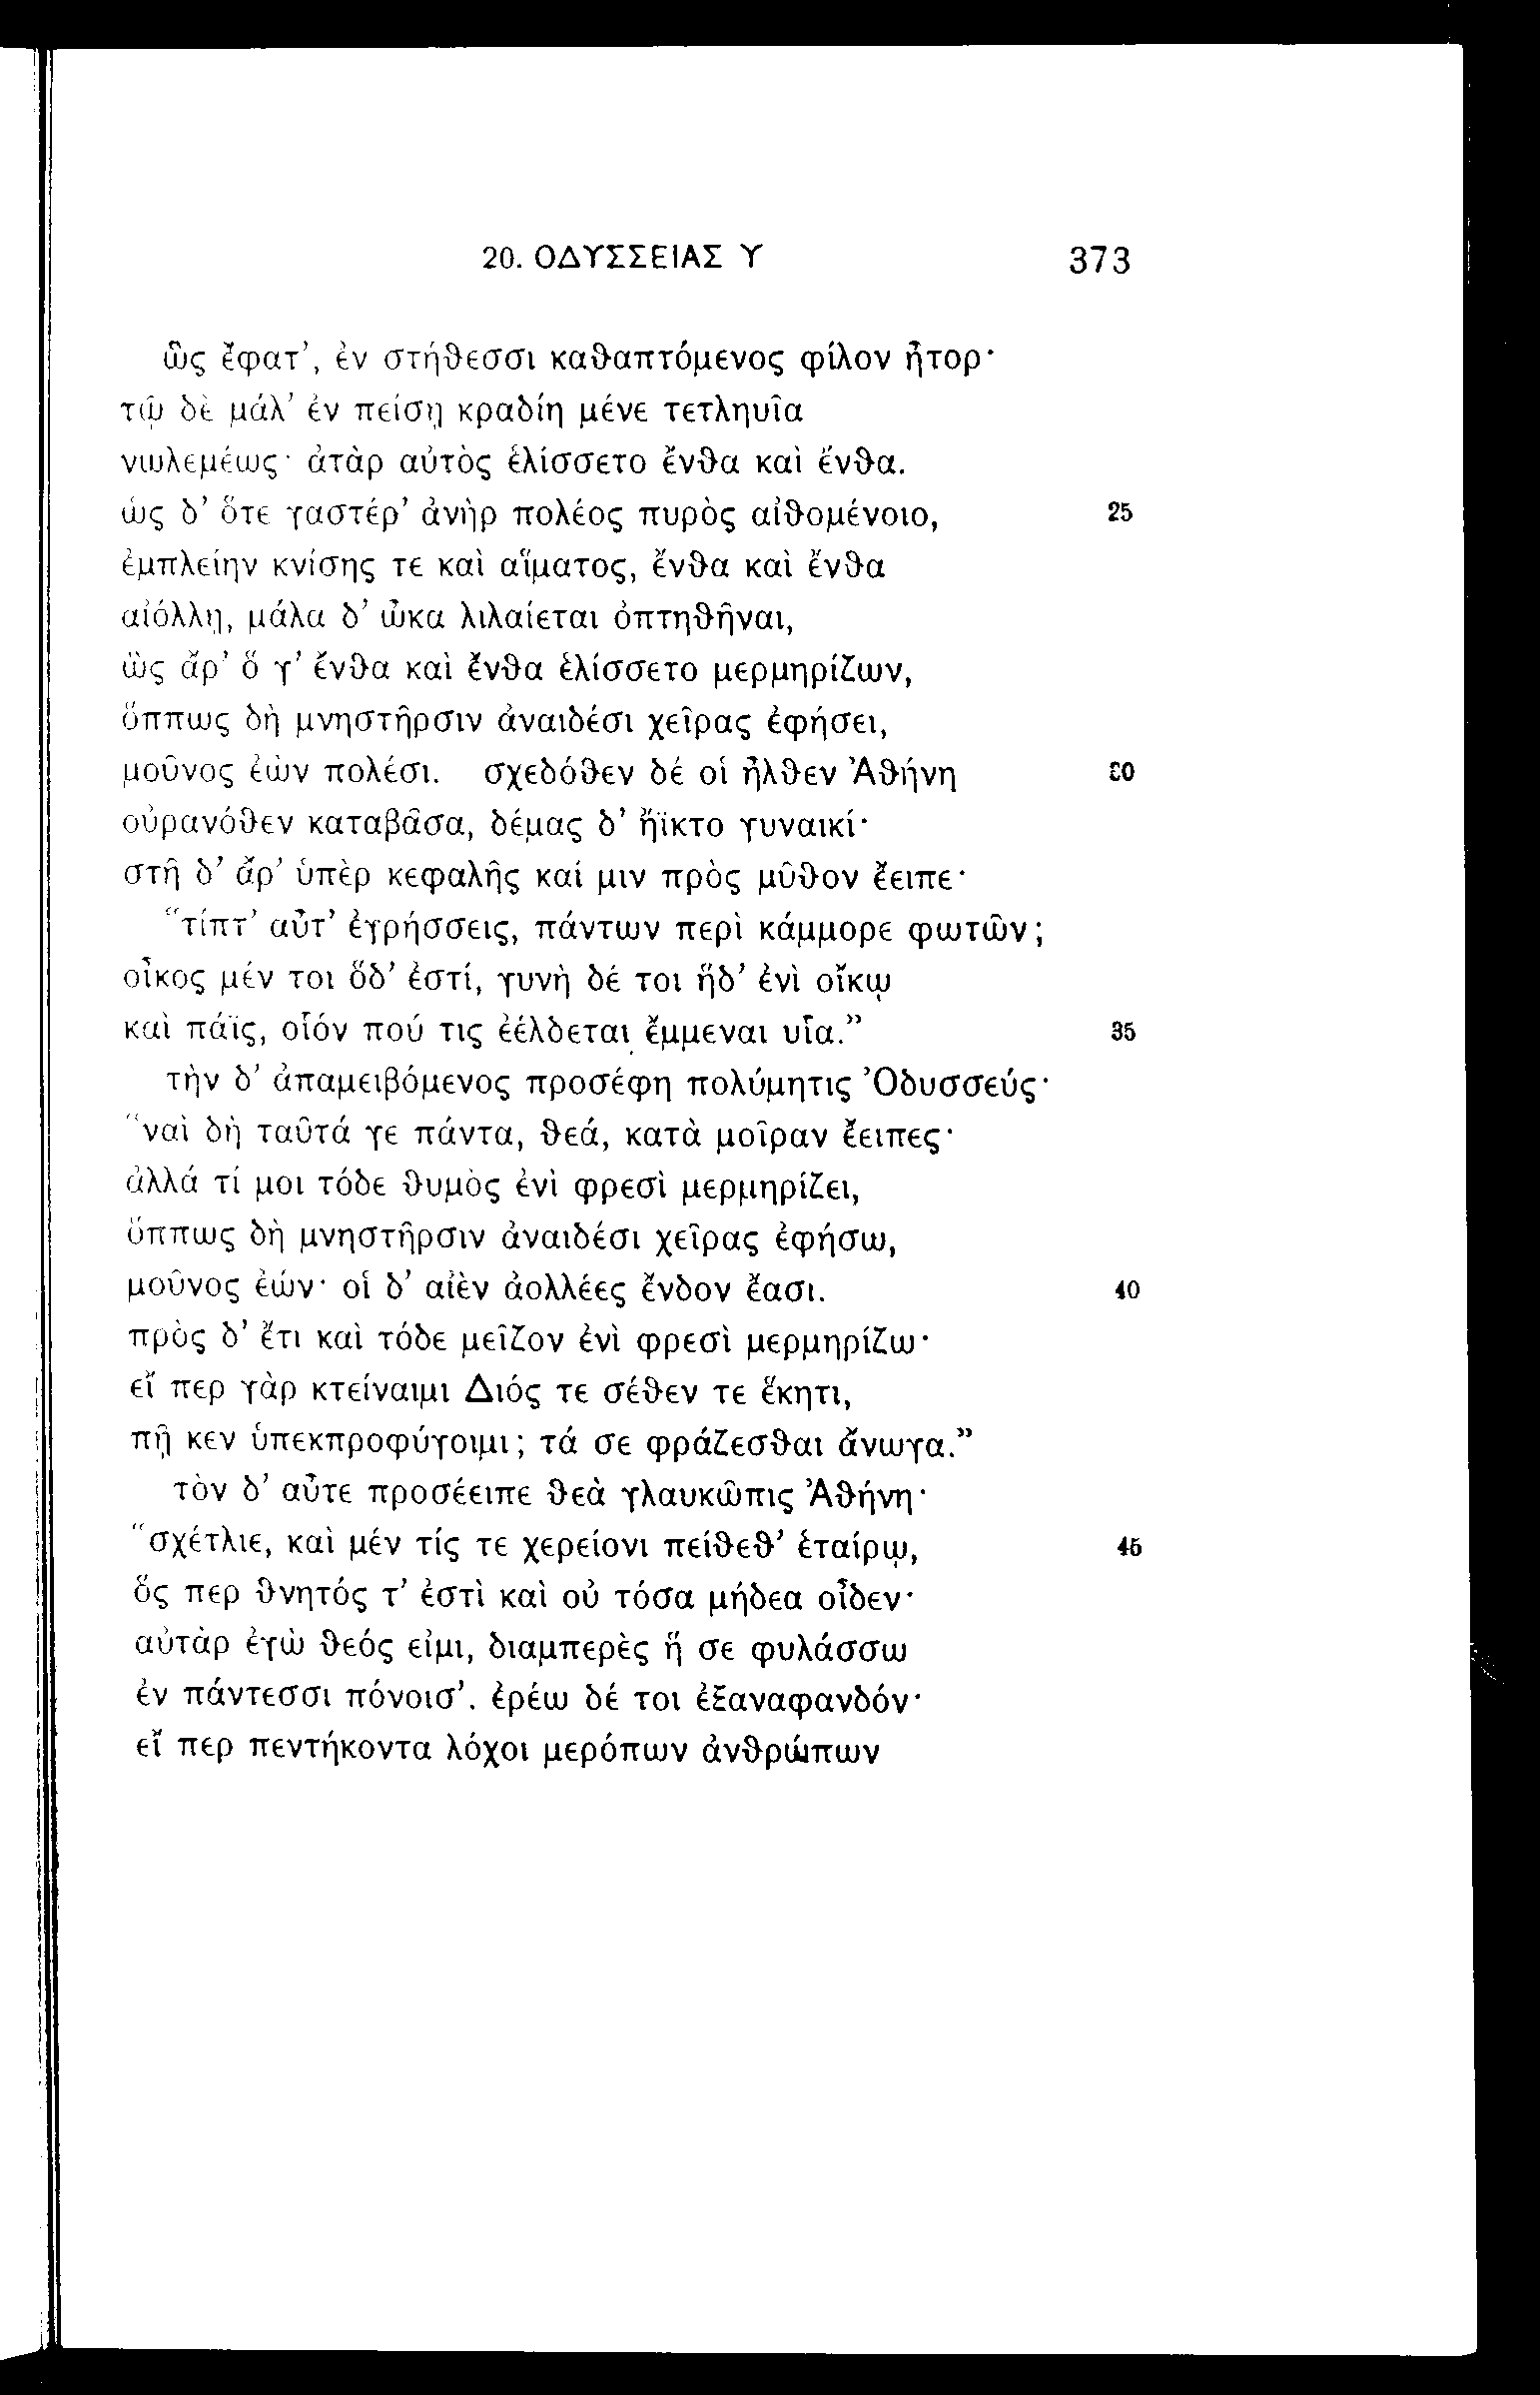 20. ΟΔΥΣΣΕΙΑΣ Υ 373
ὣς ἔφατ’, ἐν στήθεσσι καθαπτόμενος φίλον ἦτορ·
τῷ δὲ μάλ’ ἐν πείσῃ κραδίη μένε τετληυῖα
νωλεμέως· ἀτὰρ αὐτὸς ἑλίσσετο ἔνθα καὶ ἔνθα.
ὡς δ’ ὅτε γαστέρ’ ἀνὴρ πολέος πυρὸς αἰθομένοιο, 25
ἐμπλείην κνίσης τε καὶ αἵματος, ἔνθα καὶ ἔνθα
αἰόλλῃ, μάλα δ’ ὦκα λιλαίεται ὀπτηθῆναι,
ὣς ἄρ’ ὅ γ’ ἔνθα καὶ ἔνθα ἑλίσσετο μερμηρίζων,
ὅππως δὴ μνηστῆρσιν ἀναιδέσι χεῖρας ἐφήσει,
μοῦνος ἐὼν πολέσι. σχεδόθεν δέ οἱ ἦλθεν Ἀθήνη 30
οὐρανόθεν καταβᾶσα, δέμας δ’ ἤϊκτο γυναικί·
στῆ δ’ ἄρ’ ὑπὲρ κεφαλῆς καί μιν πρὸς μῦθον ἔειπε·
“τίπτ’ αὖτ’ ἐγρήσσεις, πάντων περὶ κάμμορε φωτῶν;
οἶκος μέν τοι ὅδ’ ἐστί, γυνὴ δέ τοι ἥδ’ ἐνὶ οἴκῳ
καὶ πάϊς, οἷόν πού τις ἐέλδεται ἔμμεναι υἷα.” 35
τὴν δ’ ἀπαμειβόμενος προσέφη πολύμητις Ὀδυσσεύς·
“ναὶ δὴ ταῦτά γε πάντα, θεά, κατὰ μοῖραν ἔειπες·
ἀλλά τί μοι τόδε θυμὸς ἐνὶ φρεσὶ μερμηρίζει,
ὅππως δὴ μνηστῆρσιν ἀναιδέσι χεῖρας ἐφήσω,
μοῦνος ἐών· οἱ δ’ αἰὲν ἀολλέες ἔνδον ἔασι. 40
πρὸς δ’ ἔτι καὶ τόδε μεῖζον ἐνὶ φρεσὶ μερμηρίζω·
εἴ περ γὰρ κτείναιμι Διός τε σέθεν τε ἕκητι,
πῇ κεν ὑπεκπροφύγοιμι; τά σε φράζεσθαι ἄνωγα.”
τὸν δ’ αὖτε προσέειπε θεὰ γλαυκῶπις Ἀθήνη·
“σχέτλιε, καὶ μέν τίς τε χερείονι πείθεθ’ ἑταίρῳ, 45
ὅς περ θνητός τ’ ἐστὶ καὶ οὐ τόσα μήδεα οἶδεν·
αὐτὰρ ἐγὼ θεός εἰμι, διαμπερὲς ἥ σε φυλάσσω
ἐν πάντεσσι πόνοισ’. ἐρέω δέ τοι ἐξαναφανδόν·
εἴ περ πεντήκοντα λόχοι μερόπων ἀνθρώπων